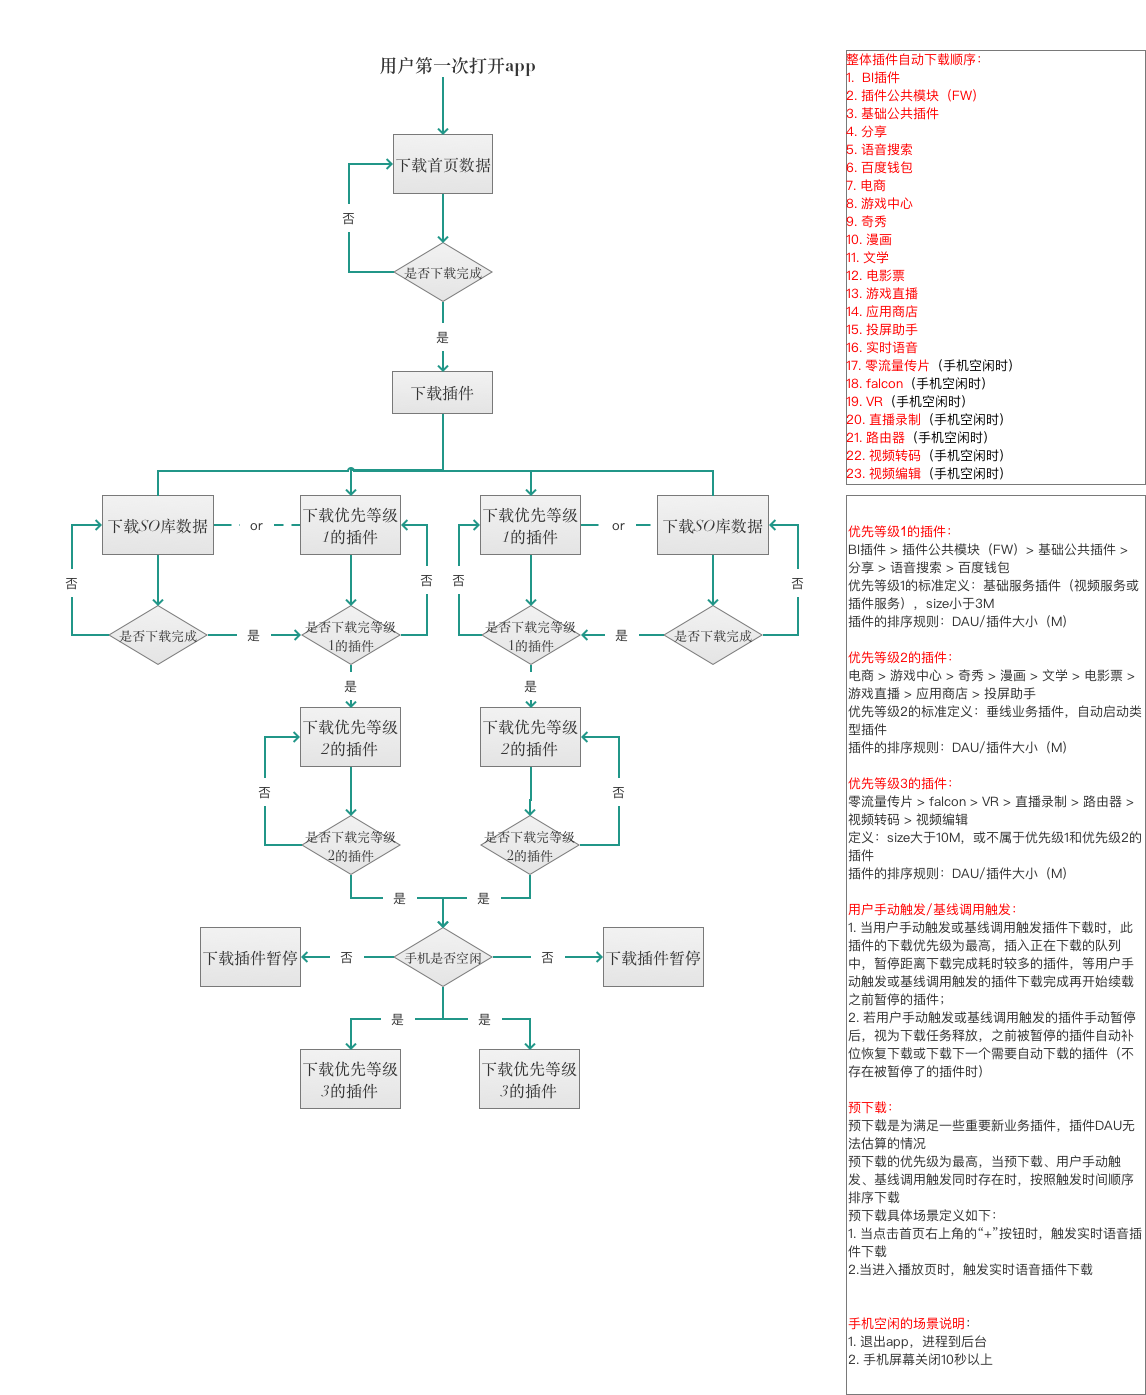 用户第一次打开app
下载首页数据
否
是否下载完成
是
下载插件
下载SO库数据
or
下载优先等级
1的插件
下载优先等级
1的插件
or
下载SO库数据
否
否
否
否
是否下载完成
是
是否下载完等级
1的插件
是否下载完等级
1的插件
是
是否下载完成
是
是
下载优先等级
2的插件
下载优先等级
2的插件
否
否
是否下载完等级
2的插件
是否下载完等级
2的插件
是
是
下载插件暂停
否
手机是否空闲
否
下载插件暂停
是
是
下载优先等级
3的插件
下载优先等级
3的插件
整体插件自动下载顺序：
1. BI插件
2. 插件公共模块（FW）
3. 基础公共插件
4. 分享
5. 语音搜索
6. 百度钱包
7. 电商
8. 游戏中心
9. 奇秀
10. 漫画
11. 文学
12. 电影票
13. 游戏直播
14. 应用商店
15. 投屏助手
16. 实时语音
17. 零流量传片（手机空闲时）
18. falcon（手机空闲时）
19. VR（手机空闲时）
20. 直播录制（手机空闲时）
21. 路由器（手机空闲时）
22. 视频转码（手机空闲时）
23. 视频编辑（手机空闲时）
优先等级1的插件：
BI插件 > 插件公共模块（FW）> 基础公共插件 >
分享 > 语音搜索 > 百度钱包
优先等级1的标准定义：基础服务插件（视频服务或
插件服务），size小于3M
插件的排序规则：DAU/插件大小（M）
优先等级2的插件：
电商 > 游戏中心 > 奇秀 > 漫画 > 文学 > 电影票 >
游戏直播 > 应用商店 > 投屏助手
优先等级2的标准定义：垂线业务插件，自动启动类
型插件
插件的排序规则：DAU/插件大小（M）
优先等级3的插件：
零流量传片 > falcon > VR > 直播录制 > 路由器 >
视频转码 > 视频编辑
定义：size大于10M，或不属于优先级1和优先级2的
插件
插件的排序规则：DAU/插件大小（M）
用户手动触发/基线调用触发：
1. 当用户手动触发或基线调用触发插件下载时，此
插件的下载优先级为最高，插入正在下载的队列
中，暂停距离下载完成耗时较多的插件，等用户手
动触发或基线调用触发的插件下载完成再开始续载
之前暂停的插件；
2. 若用户手动触发或基线调用触发的插件手动暂停
后，视为下载任务释放，之前被暂停的插件自动补
位恢复下载或下载下一个需要自动下载的插件（不
存在被暂停了的插件时）
预下载：
预下载是为满足一些重要新业务插件，插件DAU无
法估算的情况
预下载的优先级为最高，当预下载、用户手动触
发、基线调用触发同时存在时，按照触发时间顺序
排序下载
预下载具体场景定义如下：
1. 当点击首页右上角的“+”按钮时，触发实时语音插
件下载
2.当进入播放页时，触发实时语音插件下载
手机空闲的场景说明：
1. 退出app，进程到后台
2. 手机屏幕关闭10秒以上